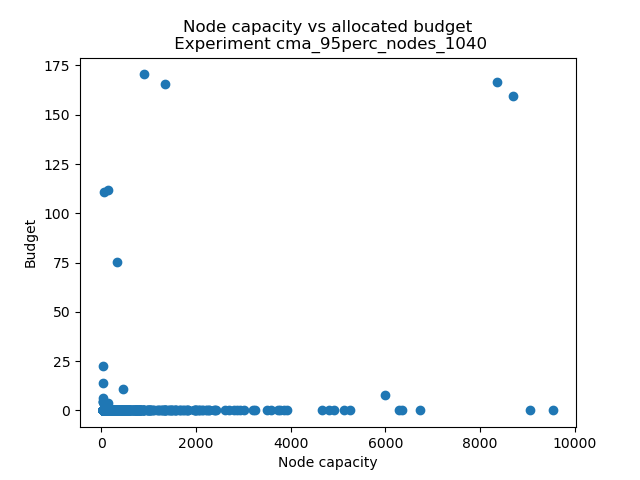 Node capacity vs allocated budget
Experiment cma_95perc_nodes_1040
175
150
125
100
75
50
25
0
Budget
0 2000 4000 6000 8000 10000
Node capacity